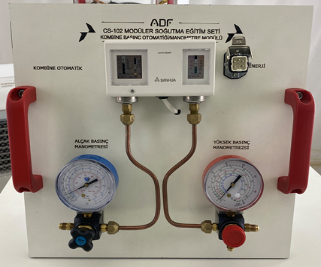 ADF
CS-102 MODÜLER SOĞUTMA EĞİTİM SETİ
KOMBİNE BASINÇ OTOMATİĞİ/MANOMETRE MODÜLÜ
KOMBİNE OTOMATİK
ENERJİ
ALÇAK BASINÇ
MANOMETRESİ
YÜKSEK BASINÇ
MANOMETRESİ